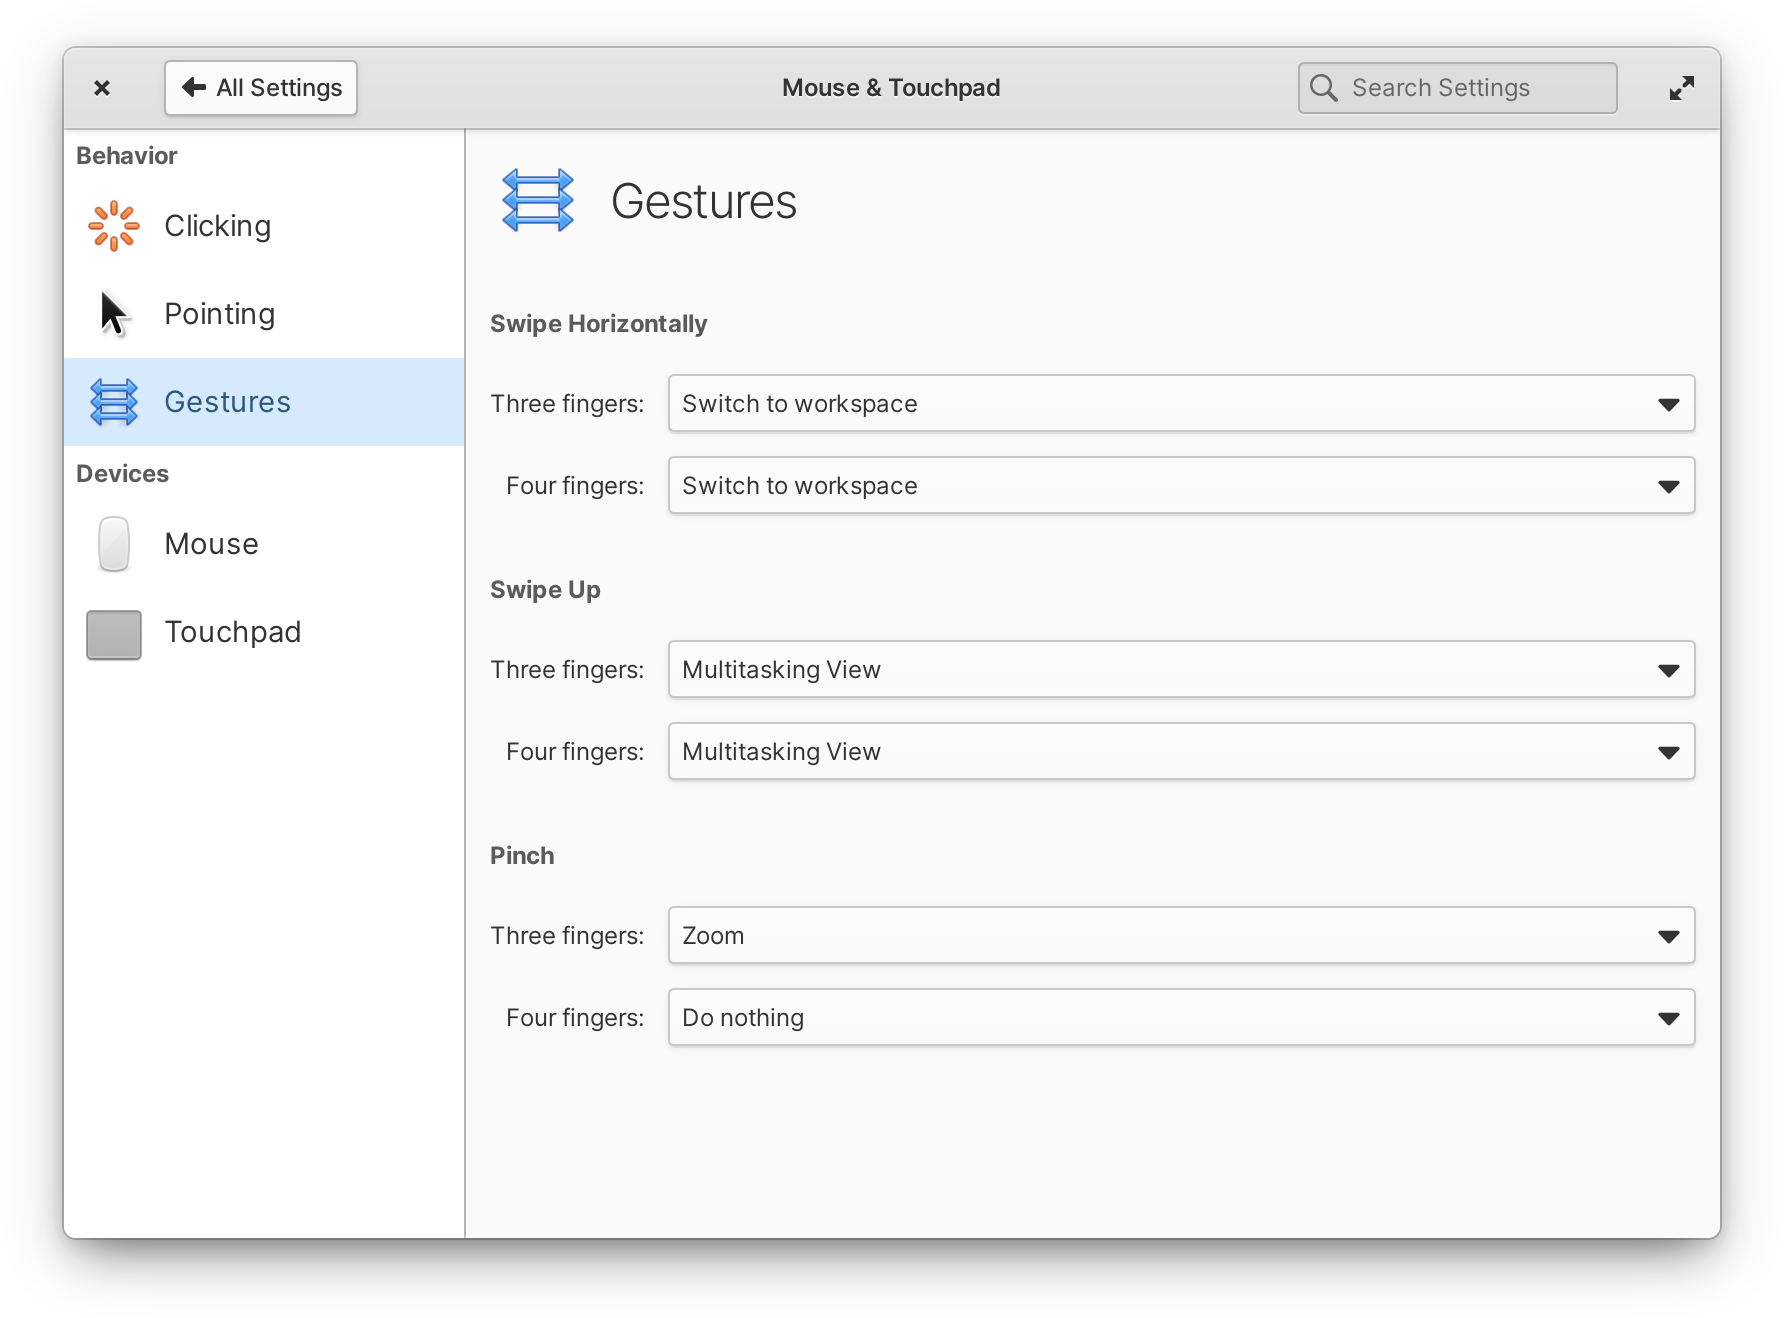 All Settings
Mouse & Touchpad
Search Settings
Behavior
Clicking
Pointing
Gestures
Devices
Mouse
Touchpad
Gestures
Swipe Horizontally
Three fingers: Switch to workspace
Four fingers: Switch to workspace
Swipe Up
Three fingers: Multitasking View
Four fingers: Multitasking View
Pinch
Three fingers: Zoom
Four fingers: Do nothing